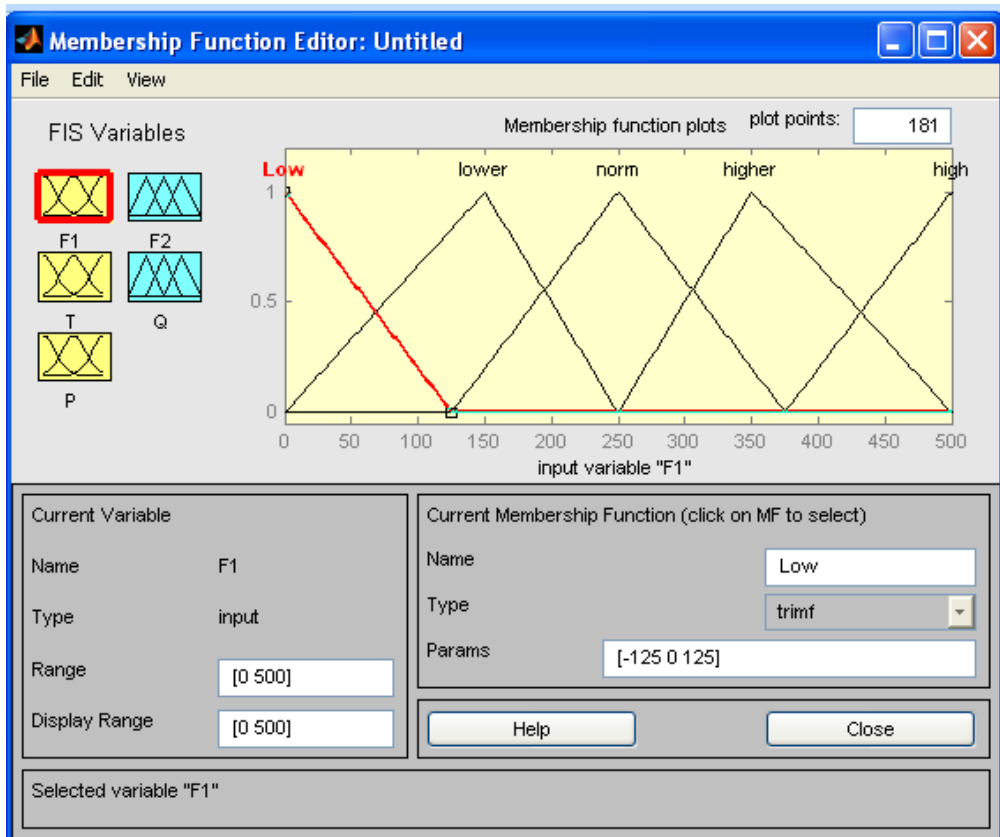 Membership Function Editor: Untitled
File Edit View
FIS Variables
Membership function plots plot points: 181
Low lower norm higher high
1
0.5
0
0 50 100 150 200 250 300 350 400 450 500
input variable "F1"
F1 F2
T Q
P
Current Variable
Name F1
Type input
Range [0 500]
Display Range [0 500]
Current Membership Function (click on MF to select)
Name Low
Type trimf
Params [-125 0 125]
Help Close
Selected variable "F1"